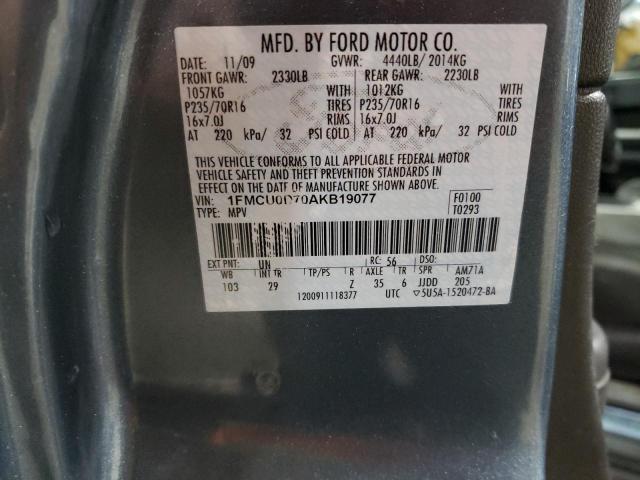 MFD. BY FORD MOTOR CO.
DATE: 11/09 GVWR: 4440LB/ 2014KG
FRONT GAWR: 2330LB REAR GAWR: 2230LB
1057KG WITH 1012KG WITH
P235/70R16 TIRES P235/70R16 TIRES
16x7.0J RIMS 16x7.0J RIMS
AT 220 kPa/ 32 PSI COLD AT 220 kPa/ 32 PSI COLD
THIS VEHICLE CONFORMS TO ALL APPLICABLE FEDERAL MOTOR
VEHICLE SAFETY AND THEFT PREVENTION STANDARDS IN
EFFECT ON THE DATE OF MANUFACTURE SHOWN ABOVE.
VIN: 1FMCU0D70AKB19077 F0100
TYPE: MPV T0293
EXT PNT: UN RC: 56 DSO:
WB INT TR TP/PS R AXLE TR SPR AM71A
103 29 Z 35 6 JJDD 205
1200911118377 UTC ▽5U5A-1520472-BA